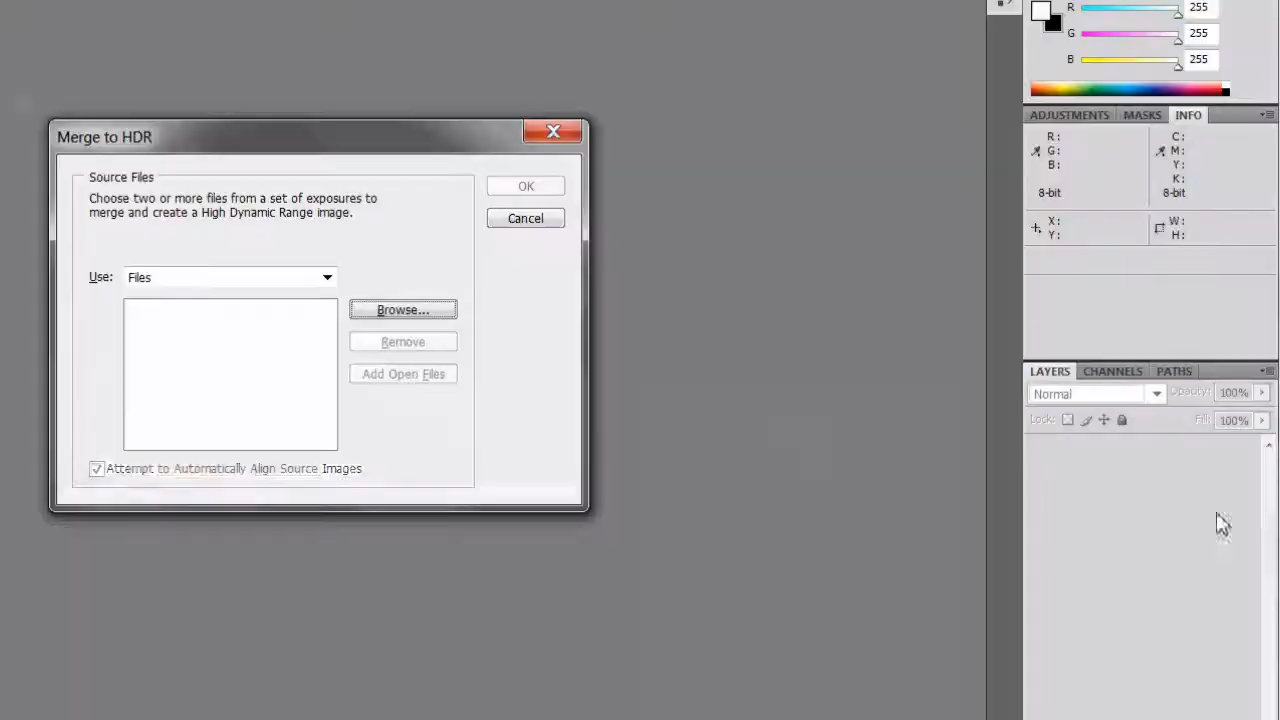 Merge to HDR
Source Files
Choose two or more files from a set of exposures to
merge and create a High Dynamic Range image.
OK
Cancel
Use: Files
Browse...
Remove
Add Open Files
Attempt to Automatically Align Source Images
R 255
G 255
B 255
ADJUSTMENTS MASKS INFO
R: C:
G: M:
B: Y:
K:
8-bit 8-bit
X: W:
Y: H:
LAYERS CHANNELS PATHS
Normal Opacity: 100%
Lock: Fill: 100%